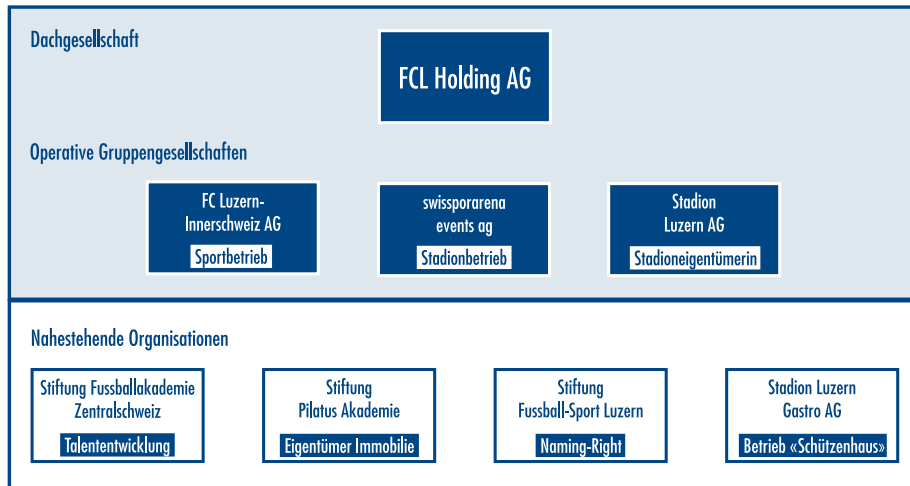 Dachgesellschaft
FCL Holding AG
Operative Gruppengesellschaften
FC Luzern-
Innerschweiz AG
Sportbetrieb
swissporarena
events ag
Stadionbetrieb
Stadion
Luzern AG
Stadioneigentümerin
Nahestehende Organisationen
Stiftung Fussballakademie
Zentralschweiz
Talententwicklung
Stiftung
Pilatus Akademie
Eigentümer Immobilie
Stiftung
Fussball-Sport Luzern
Naming-Right
Stadion Luzern
Gastro AG
Betrieb «Schützenhaus»